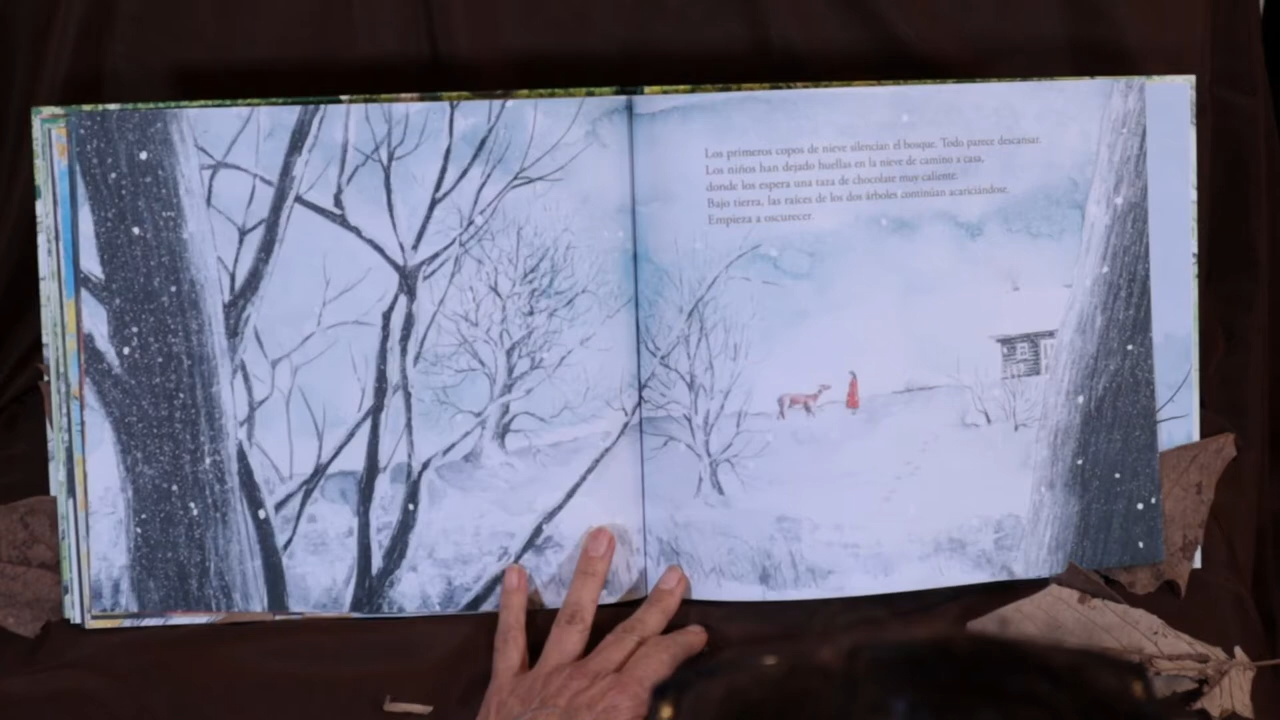 Los primeros copos de nieve silencian el bosque. Todo parece descansar.
Los niños han dejado huellas en la nieve de camino a casa,
donde los espera una taza de chocolate muy caliente.
Bajo tierra, las raíces de los dos árboles continúan acariciándose.
Empieza a oscurecer.